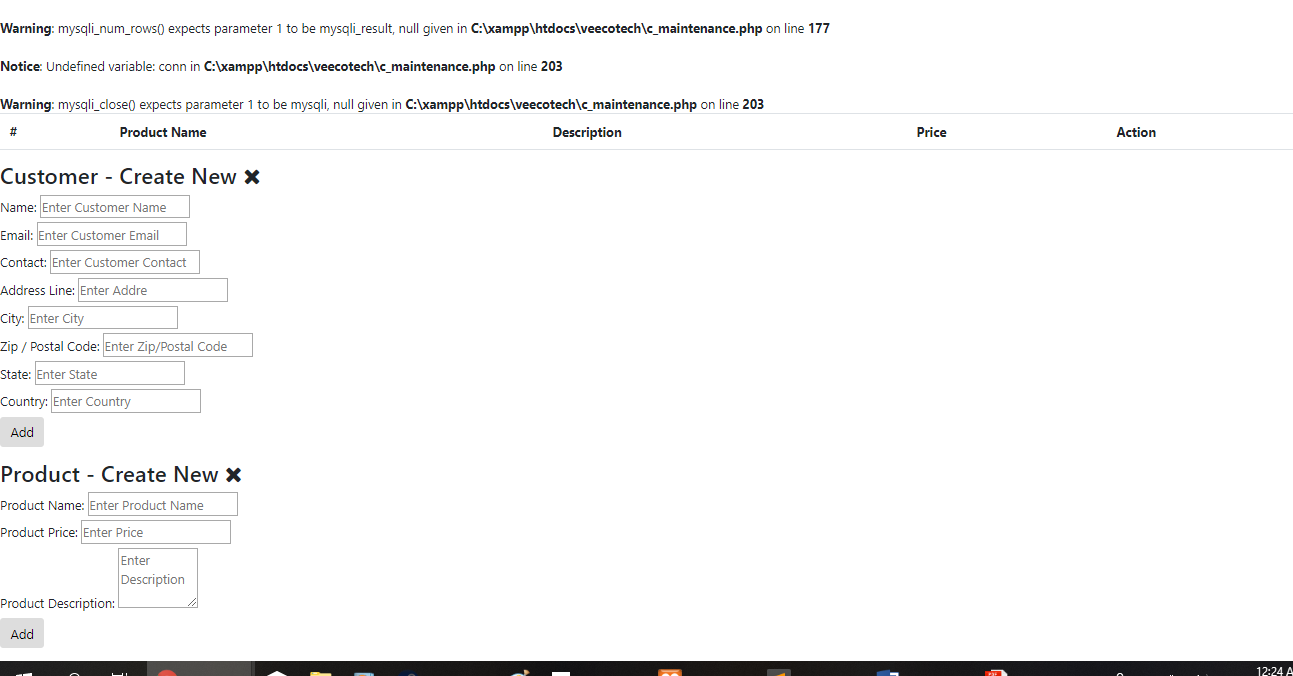 Warning: mysqli_num_rows() expects parameter 1 to be mysqli_result, null given in C:\xampp\htdocs\veecotech\c_maintenance.php on line 177
Notice: Undefined variable: conn in C:\xampp\htdocs\veecotech\c_maintenance.php on line 203
Warning: mysqli_close() expects parameter 1 to be mysqli, null given in C:\xampp\htdocs\veecotech\c_maintenance.php on line 203
# Product Name Description Price Action
Customer - Create New ✖
Name: Enter Customer Name
Email: Enter Customer Email
Contact: Enter Customer Contact
Address Line: Enter Addre
City: Enter City
Zip / Postal Code: Enter Zip/Postal Code
State: Enter State
Country: Enter Country
Add
Product - Create New ✖
Product Name: Enter Product Name
Product Price: Enter Price
Enter
Description
Product Description:
Add
12:24 A